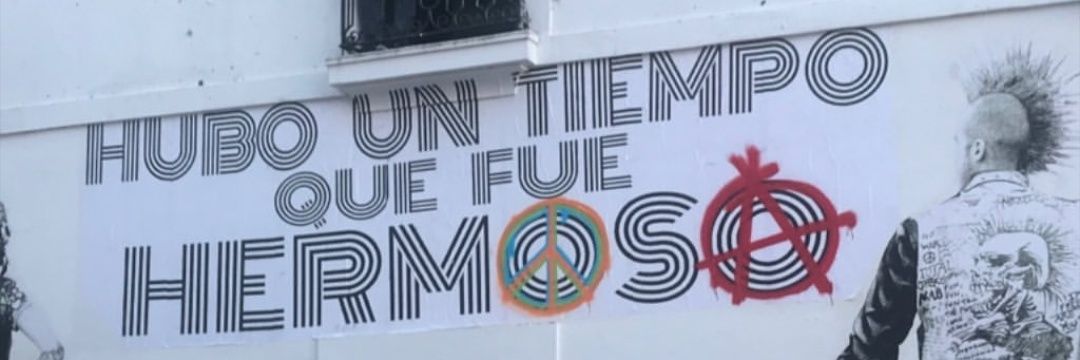 HUBO UN TIEMPO
QUE FUE
HERMOSO